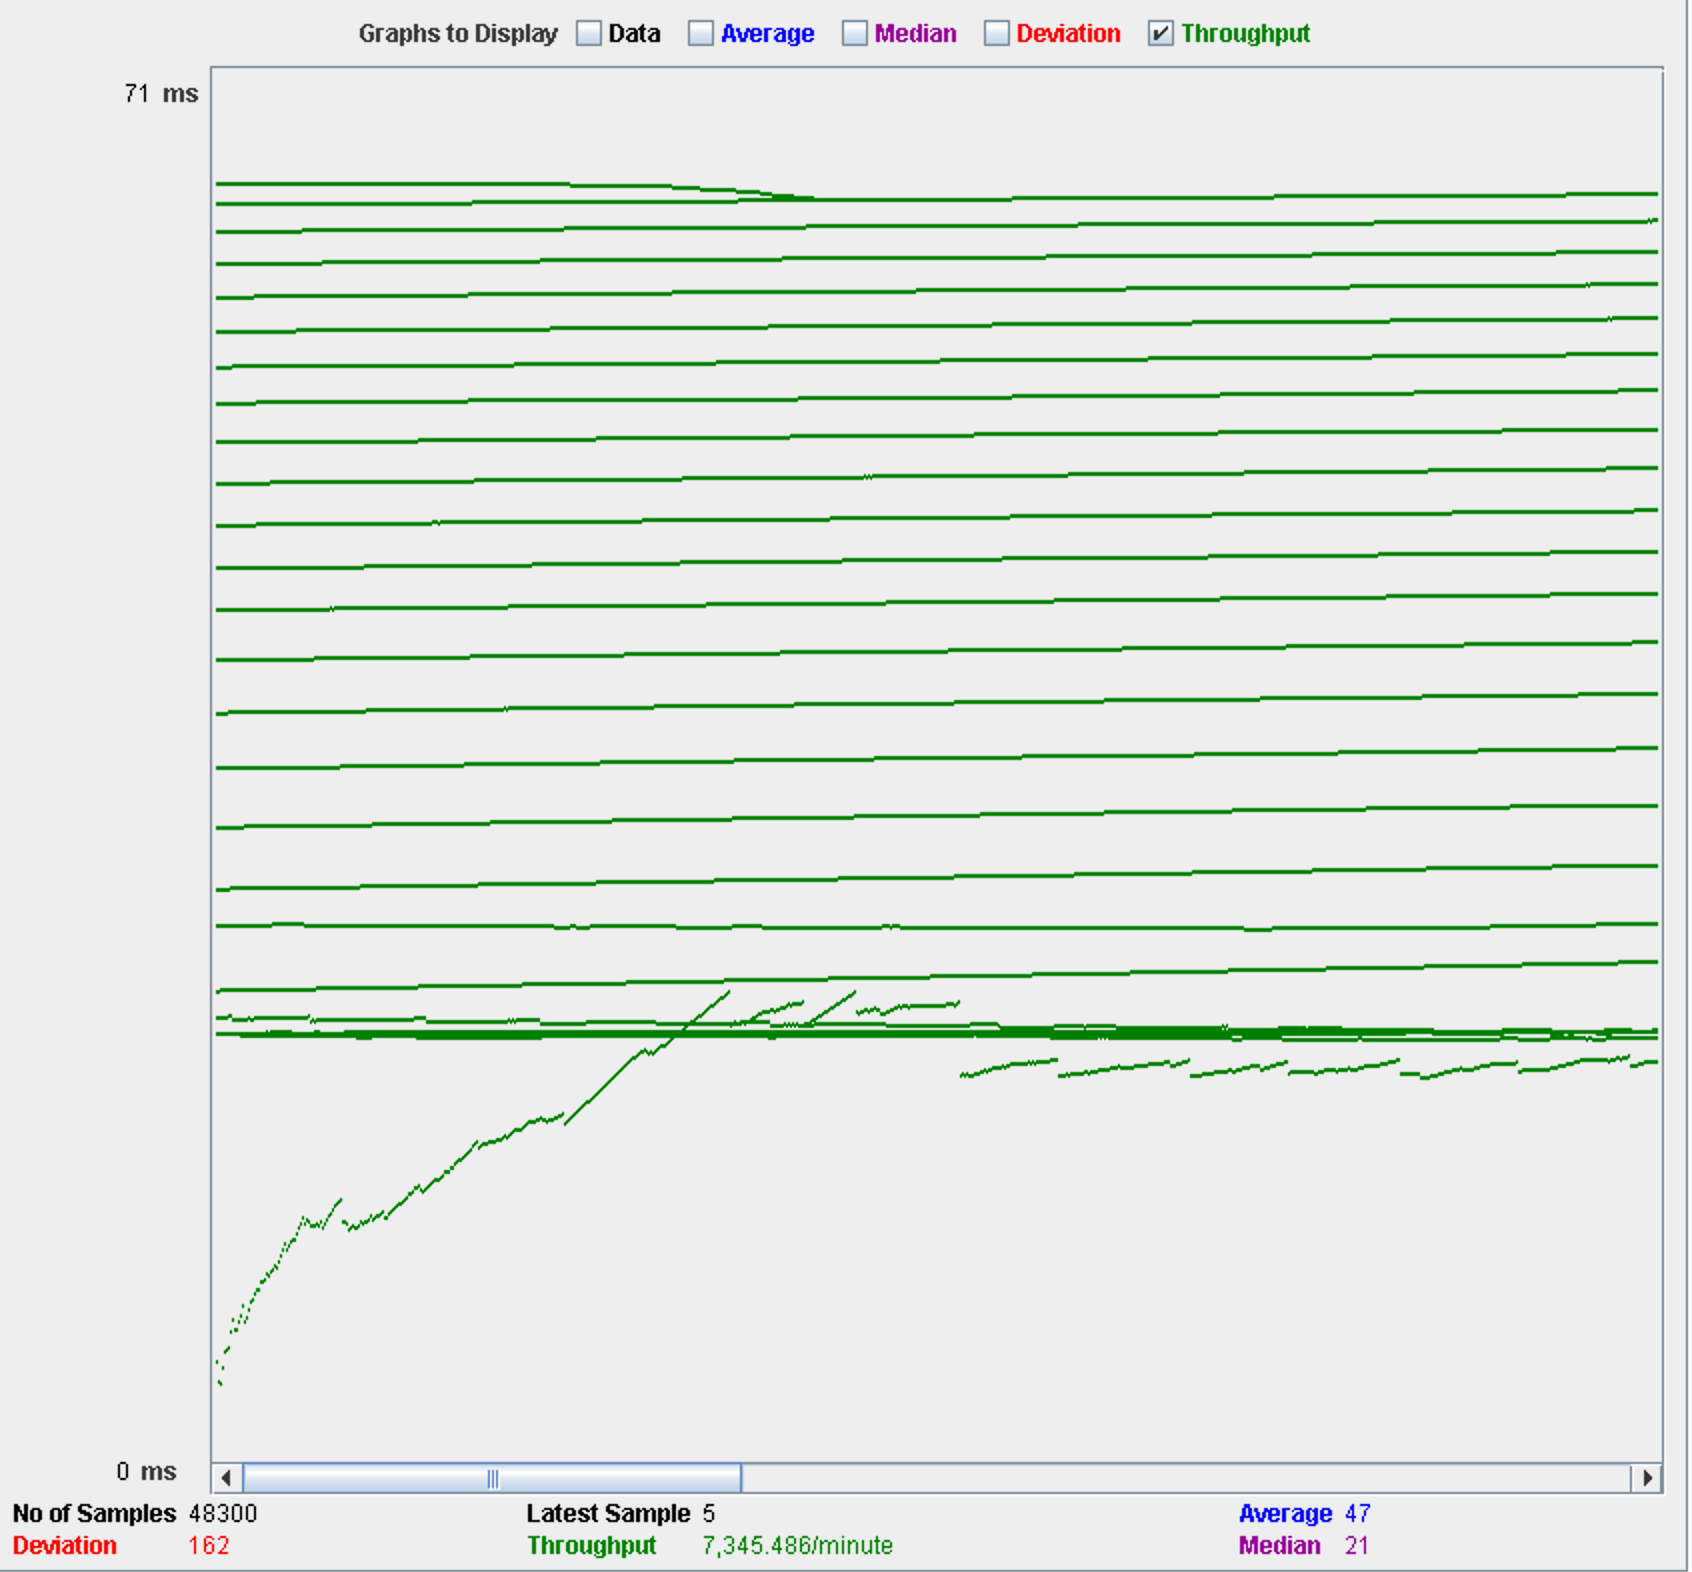 Graphs to Display Data Average Median Deviation Throughput
71 ms
0 ms
No of Samples 48300 Latest Sample 5 Average 47
Deviation 162 Throughput 7,345.486/minute Median 21